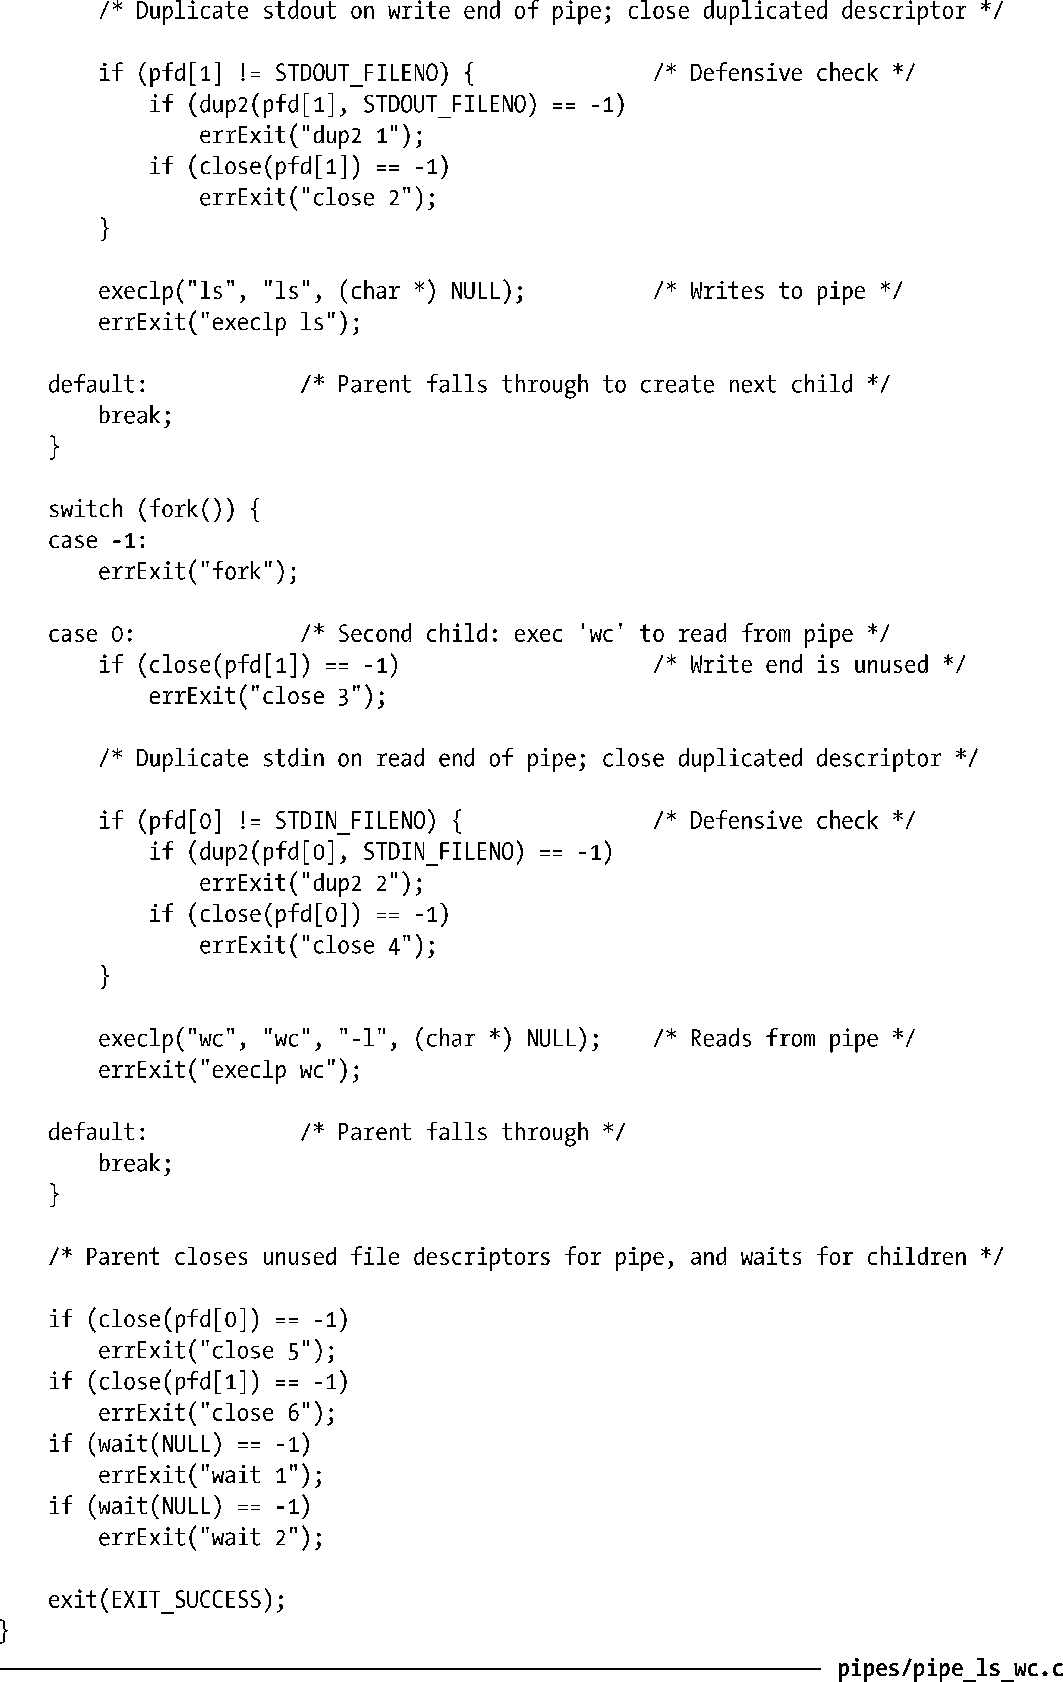 /* Duplicate stdout on write end of pipe; close duplicated descriptor */
if (pfd[1] != STDOUT_FILENO) { /* Defensive check */
if (dup2(pfd[1], STDOUT_FILENO) == -1)
errExit("dup2 1");
if (close(pfd[1]) == -1)
errExit("close 2");
}
execlp("ls", "ls", (char *) NULL); /* Writes to pipe */
errExit("execlp ls");
default: /* Parent falls through to create next child */
break;
}
switch (fork()) {
case -1:
errExit("fork");
case 0: /* Second child: exec 'wc' to read from pipe */
if (close(pfd[1]) == -1) /* Write end is unused */
errExit("close 3");
/* Duplicate stdin on read end of pipe; close duplicated descriptor */
if (pfd[0] != STDIN_FILENO) { /* Defensive check */
if (dup2(pfd[0], STDIN_FILENO) == -1)
errExit("dup2 2");
if (close(pfd[0]) == -1)
errExit("close 4");
}
execlp("wc", "wc", "-l", (char *) NULL); /* Reads from pipe */
errExit("execlp wc");
default: /* Parent falls through */
break;
}
/* Parent closes unused file descriptors for pipe, and waits for children */
if (close(pfd[0]) == -1)
errExit("close 5");
if (close(pfd[1]) == -1)
errExit("close 6");
if (wait(NULL) == -1)
errExit("wait 1");
if (wait(NULL) == -1)
errExit("wait 2");
exit(EXIT_SUCCESS);
}
pipes/pipe_ls_wc.c